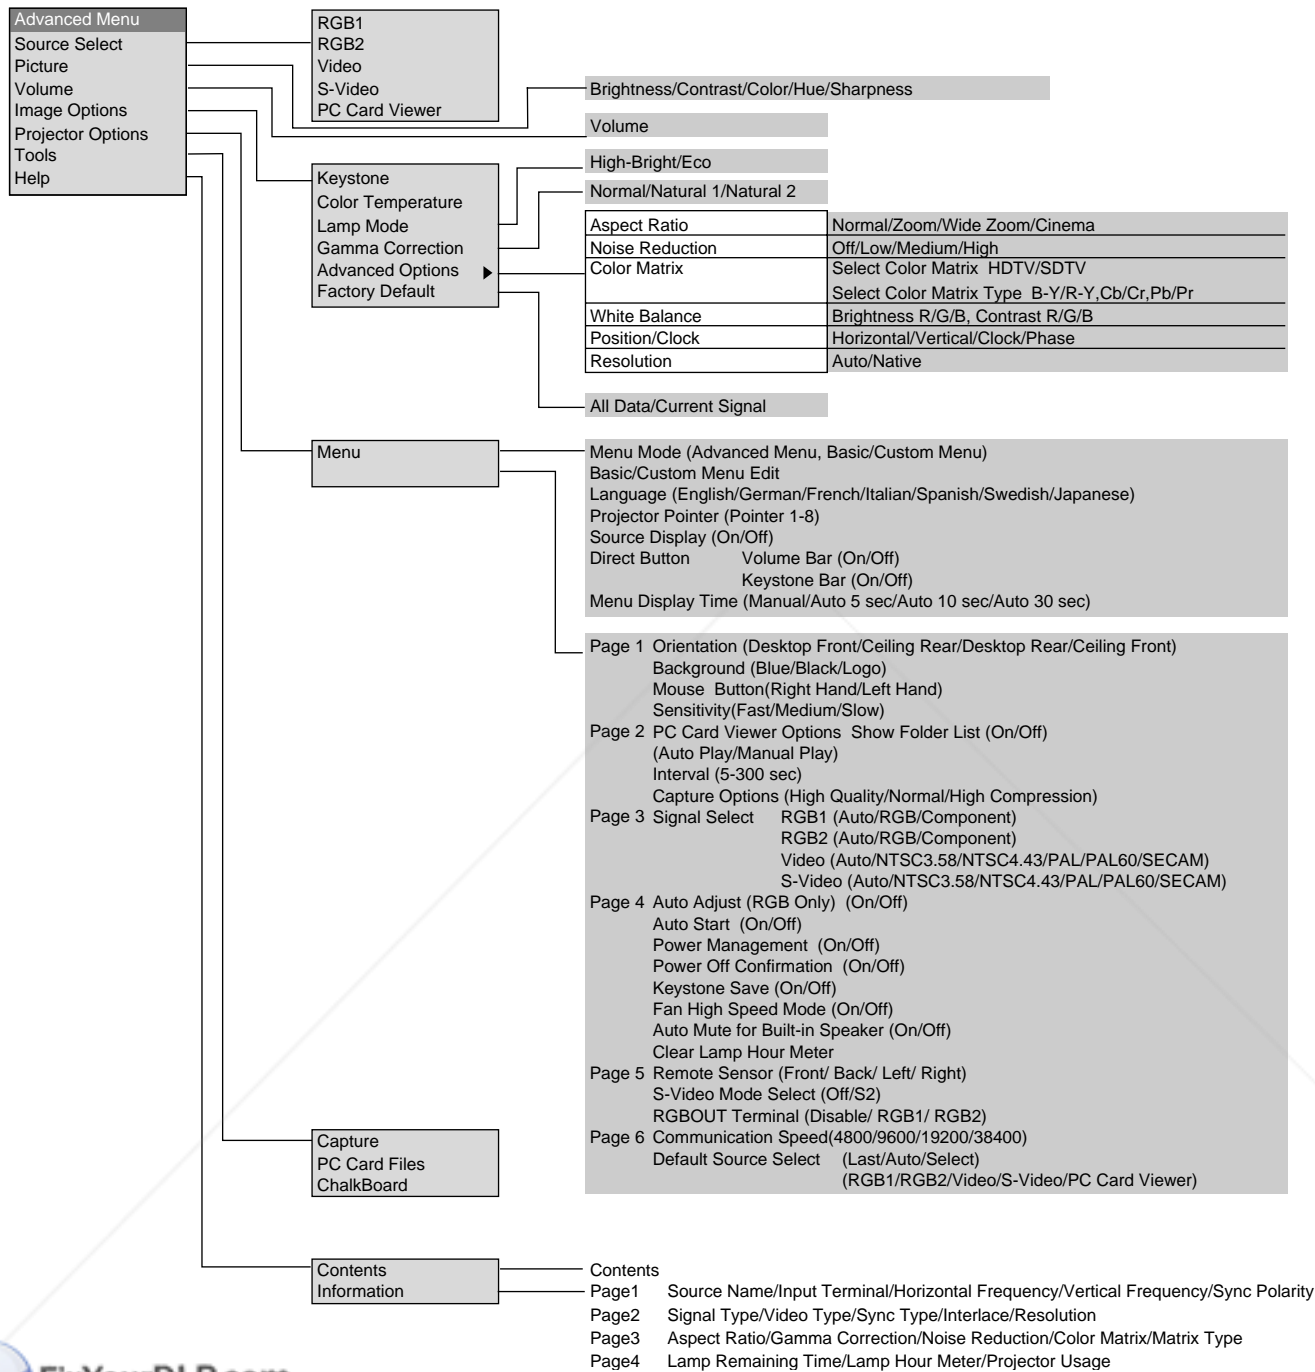 Advanced Menu
Source Select
Picture
Volume
Image Options
Projector Options
Tools
Help
RGB1
RGB2
Video
S-Video
PC Card Viewer
Brightness/Contrast/Color/Hue/Sharpness
Volume
High-Bright/Eco
Normal/Natural 1/Natural 2
Keystone
Color Temperature
Lamp Mode
Gamma Correction
Advanced Options
Factory Default
Aspect Ratio Normal/Zoom/Wide Zoom/Cinema
Noise Reduction Off/Low/Medium/High
Color Matrix Select Color Matrix HDTV/SDTV
Select Color Matrix Type B-Y/R-Y,Cb/Cr,Pb/Pr
White Balance Brightness R/G/B, Contrast R/G/B
Position/Clock Horizontal/Vertical/Clock/Phase
Resolution Auto/Native
All Data/Current Signal
Menu
Menu Mode (Advanced Menu, Basic/Custom Menu)
Basic/Custom Menu Edit
Language (English/German/French/Italian/Spanish/Swedish/Japanese)
Projector Pointer (Pointer 1-8)
Source Display (On/Off)
Direct Button Volume Bar (On/Off)
Keystone Bar (On/Off)
Menu Display Time (Manual/Auto 5 sec/Auto 10 sec/Auto 30 sec)
Page 1 Orientation (Desktop Front/Ceiling Rear/Desktop Rear/Ceiling Front)
Background (Blue/Black/Logo)
Mouse Button(Right Hand/Left Hand)
Sensitivity(Fast/Medium/Slow)
Page 2 PC Card Viewer Options Show Folder List (On/Off)
(Auto Play/Manual Play)
Interval (5-300 sec)
Capture Options (High Quality/Normal/High Compression)
Page 3 Signal Select RGB1 (Auto/RGB/Component)
RGB2 (Auto/RGB/Component)
Video (Auto/NTSC3.58/NTSC4.43/PAL/PAL60/SECAM)
S-Video (Auto/NTSC3.58/NTSC4.43/PAL/PAL60/SECAM)
Page 4 Auto Adjust (RGB Only) (On/Off)
Auto Start (On/Off)
Power Management (On/Off)
Power Off Confirmation (On/Off)
Keystone Save (On/Off)
Fan High Speed Mode (On/Off)
Auto Mute for Built-in Speaker (On/Off)
Clear Lamp Hour Meter
Page 5 Remote Sensor (Front/ Back/ Left/ Right)
S-Video Mode Select (Off/S2)
RGBOUT Terminal (Disable/ RGB1/ RGB2)
Page 6 Communication Speed(4800/9600/19200/38400)
Default Source Select (Last/Auto/Select)
(RGB1/RGB2/Video/S-Video/PC Card Viewer)
Capture
PC Card Files
ChalkBoard
Contents
Information
Contents
Page1 Source Name/Input Terminal/Horizontal Frequency/Vertical Frequency/Sync Polarity
Page2 Signal Type/Video Type/Sync Type/Interlace/Resolution
Page3 Aspect Ratio/Gamma Correction/Noise Reduction/Color Matrix/Matrix Type
Page4 Lamp Remaining Time/Lamp Hour Meter/Projector Usage